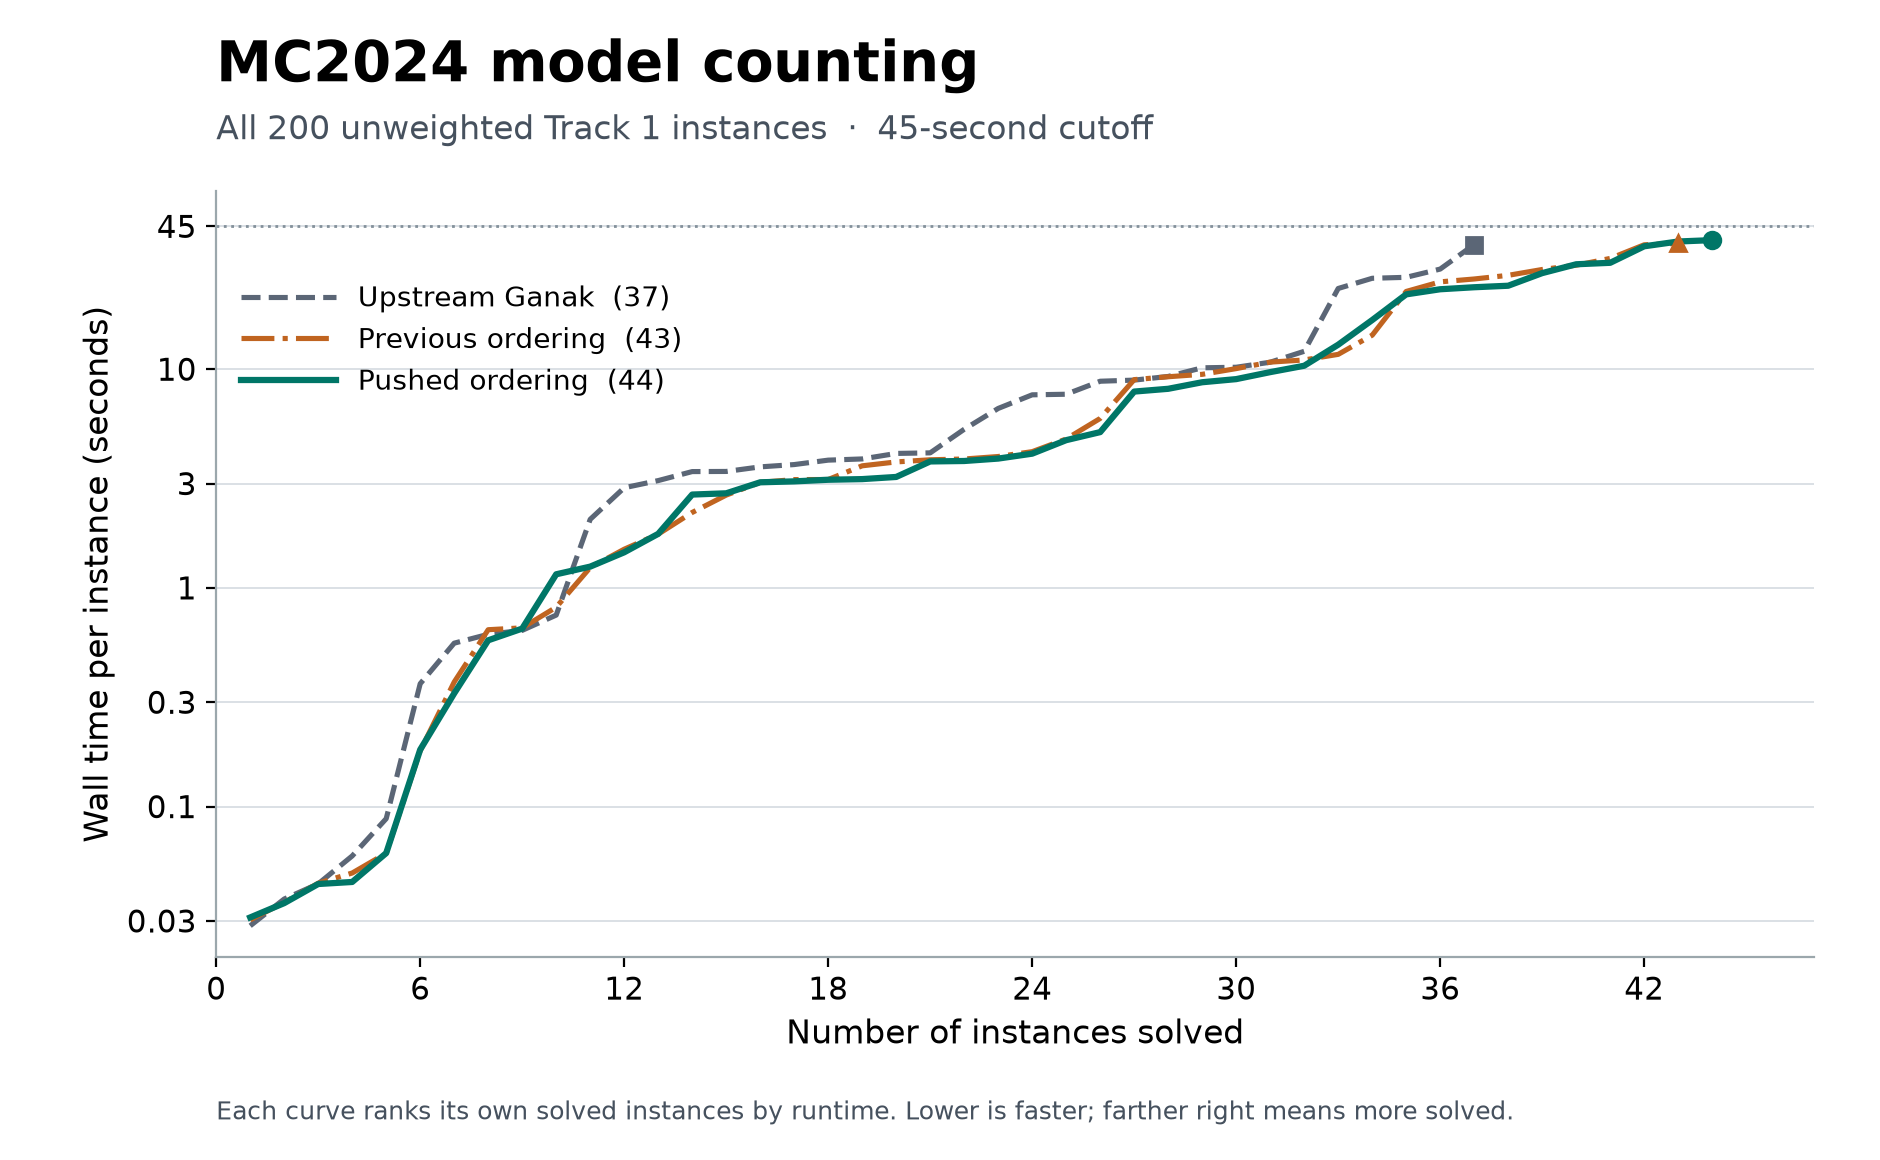 MC2024 model counting
All 200 unweighted Track 1 instances · 45-second cutoff
Wall time per instance (seconds)
45
10
3
1
0.3
0.1
0.03
Upstream Ganak (37)
Previous ordering (43)
Pushed ordering (44)
0 6 12 18 24 30 36 42
Number of instances solved
Each curve ranks its own solved instances by runtime. Lower is faster; farther right means more solved.